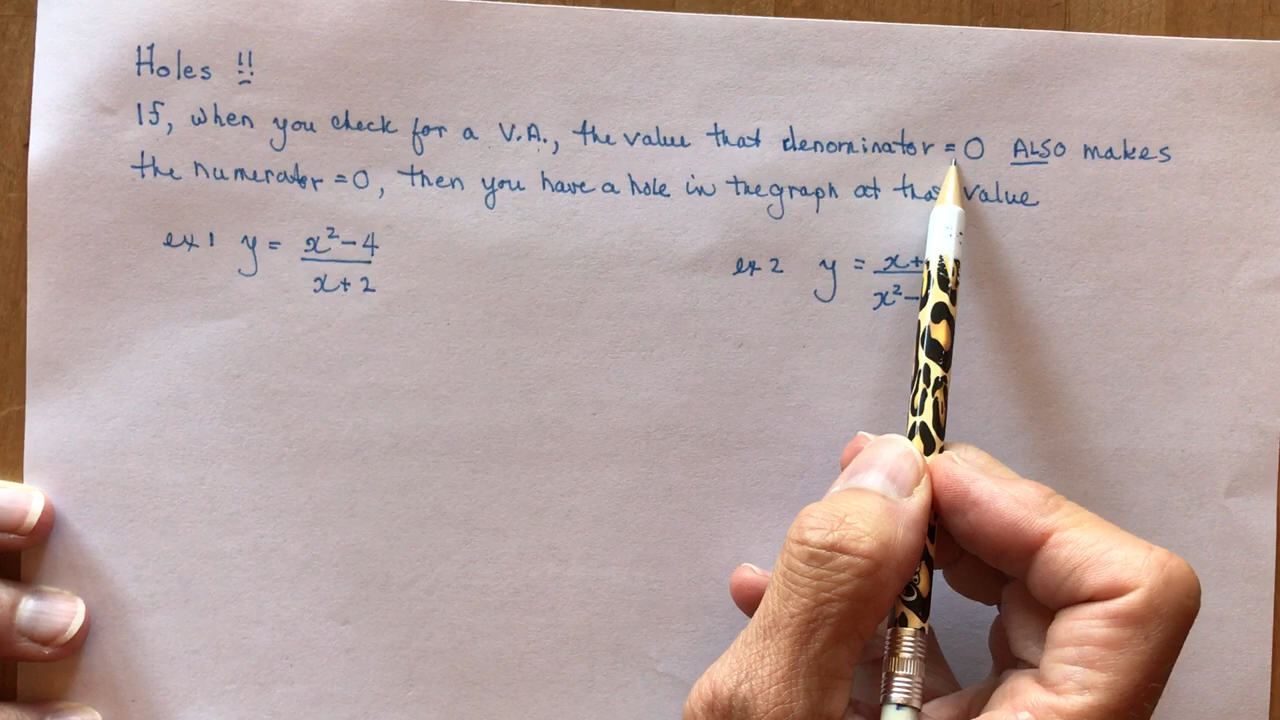 Holes !!
If, when you check for a V.A., the value that denominator = 0 ALSO makes
the numerator = 0, then you have a hole in the graph at that value
ex 1 y = x²-4 / x+2
ex 2 y = x+ / x²-